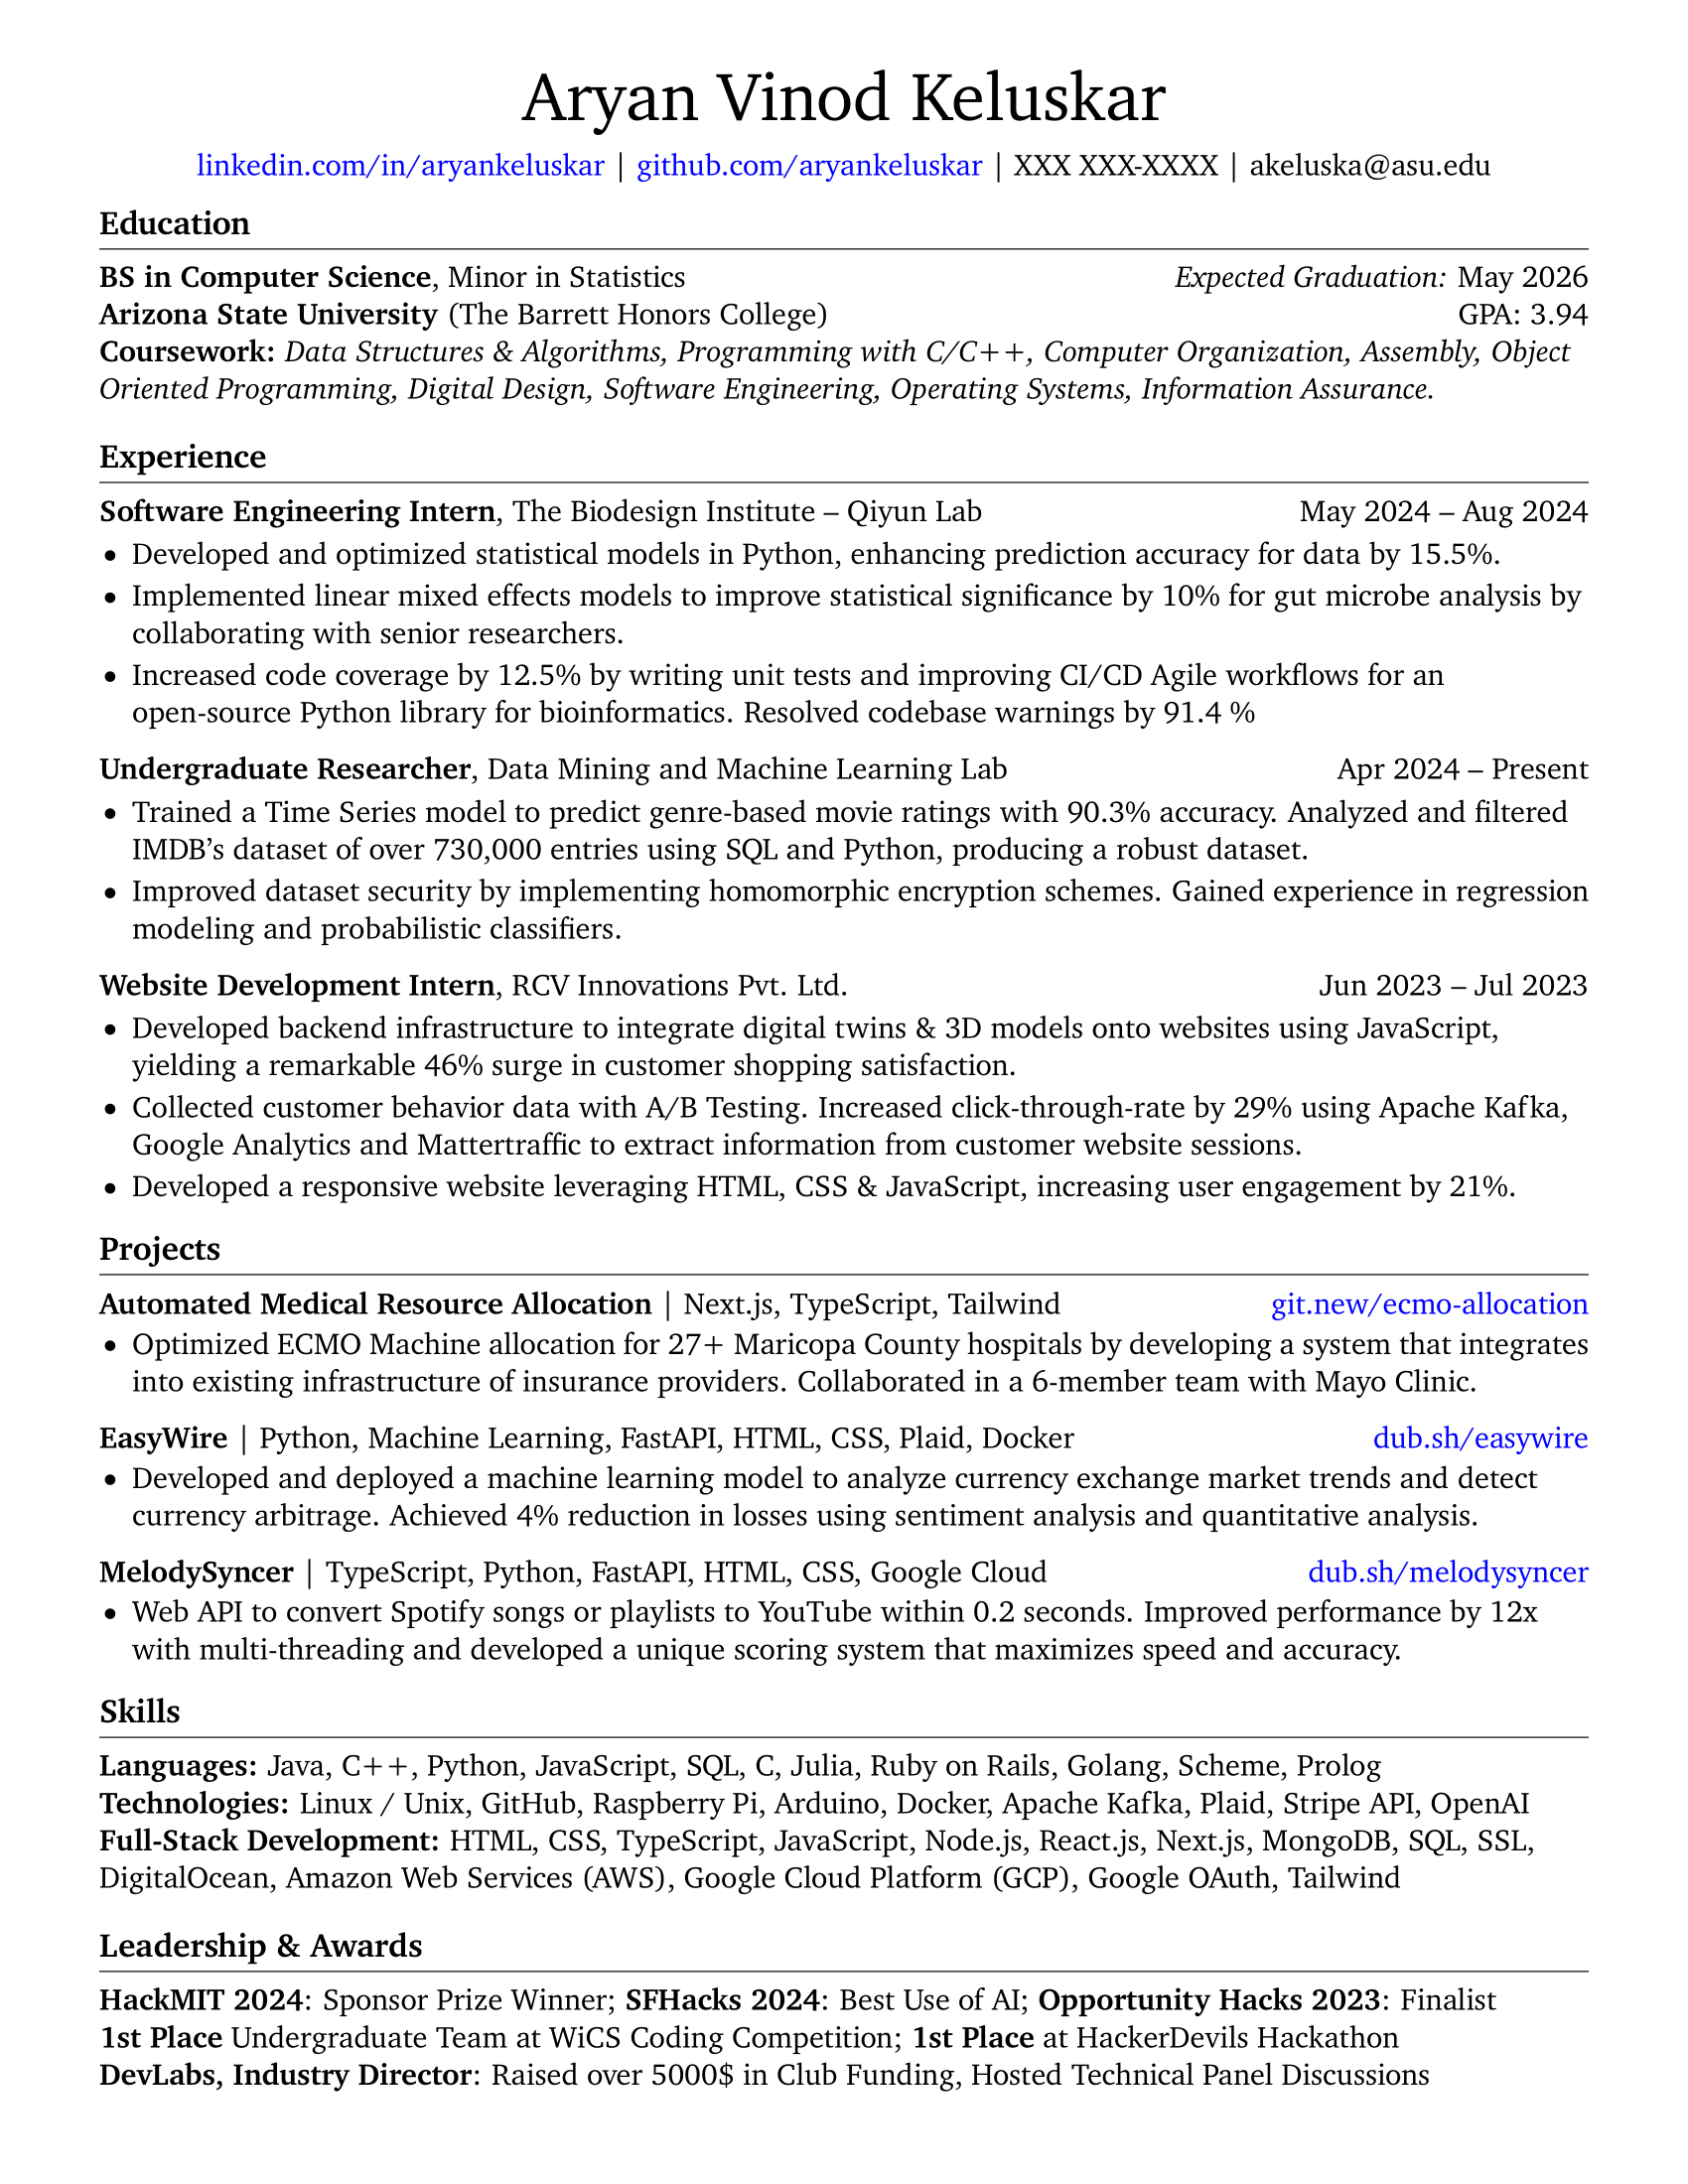 Aryan Vinod Keluskar
linkedin.com/in/aryankeluskar | github.com/aryankeluskar | XXX XXX-XXXX | akeluska@asu.edu
Education
BS in Computer Science, Minor in Statistics Expected Graduation: May 2026
Arizona State University (The Barrett Honors College) GPA: 3.94
Coursework: Data Structures & Algorithms, Programming with C/C++, Computer Organization, Assembly, Object
Oriented Programming, Digital Design, Software Engineering, Operating Systems, Information Assurance.
Experience
Software Engineering Intern, The Biodesign Institute – Qiyun Lab May 2024 – Aug 2024
• Developed and optimized statistical models in Python, enhancing prediction accuracy for data by 15.5%.
• Implemented linear mixed effects models to improve statistical significance by 10% for gut microbe analysis by
collaborating with senior researchers.
• Increased code coverage by 12.5% by writing unit tests and improving CI/CD Agile workflows for an
open-source Python library for bioinformatics. Resolved codebase warnings by 91.4 %
Undergraduate Researcher, Data Mining and Machine Learning Lab Apr 2024 – Present
• Trained a Time Series model to predict genre-based movie ratings with 90.3% accuracy. Analyzed and filtered
IMDB’s dataset of over 730,000 entries using SQL and Python, producing a robust dataset.
• Improved dataset security by implementing homomorphic encryption schemes. Gained experience in regression
modeling and probabilistic classifiers.
Website Development Intern, RCV Innovations Pvt. Ltd. Jun 2023 – Jul 2023
• Developed backend infrastructure to integrate digital twins & 3D models onto websites using JavaScript,
yielding a remarkable 46% surge in customer shopping satisfaction.
• Collected customer behavior data with A/B Testing. Increased click-through-rate by 29% using Apache Kafka,
Google Analytics and Mattertraffic to extract information from customer website sessions.
• Developed a responsive website leveraging HTML, CSS & JavaScript, increasing user engagement by 21%.
Projects
Automated Medical Resource Allocation | Next.js, TypeScript, Tailwind git.new/ecmo-allocation
• Optimized ECMO Machine allocation for 27+ Maricopa County hospitals by developing a system that integrates
into existing infrastructure of insurance providers. Collaborated in a 6-member team with Mayo Clinic.
EasyWire | Python, Machine Learning, FastAPI, HTML, CSS, Plaid, Docker dub.sh/easywire
• Developed and deployed a machine learning model to analyze currency exchange market trends and detect
currency arbitrage. Achieved 4% reduction in losses using sentiment analysis and quantitative analysis.
MelodySyncer | TypeScript, Python, FastAPI, HTML, CSS, Google Cloud dub.sh/melodysyncer
• Web API to convert Spotify songs or playlists to YouTube within 0.2 seconds. Improved performance by 12x
with multi-threading and developed a unique scoring system that maximizes speed and accuracy.
Skills
Languages: Java, C++, Python, JavaScript, SQL, C, Julia, Ruby on Rails, Golang, Scheme, Prolog
Technologies: Linux / Unix, GitHub, Raspberry Pi, Arduino, Docker, Apache Kafka, Plaid, Stripe API, OpenAI
Full-Stack Development: HTML, CSS, TypeScript, JavaScript, Node.js, React.js, Next.js, MongoDB, SQL, SSL,
DigitalOcean, Amazon Web Services (AWS), Google Cloud Platform (GCP), Google OAuth, Tailwind
Leadership & Awards
HackMIT 2024: Sponsor Prize Winner; SFHacks 2024: Best Use of AI; Opportunity Hacks 2023: Finalist
1st Place Undergraduate Team at WiCS Coding Competition; 1st Place at HackerDevils Hackathon
DevLabs, Industry Director: Raised over 5000$ in Club Funding, Hosted Technical Panel Discussions